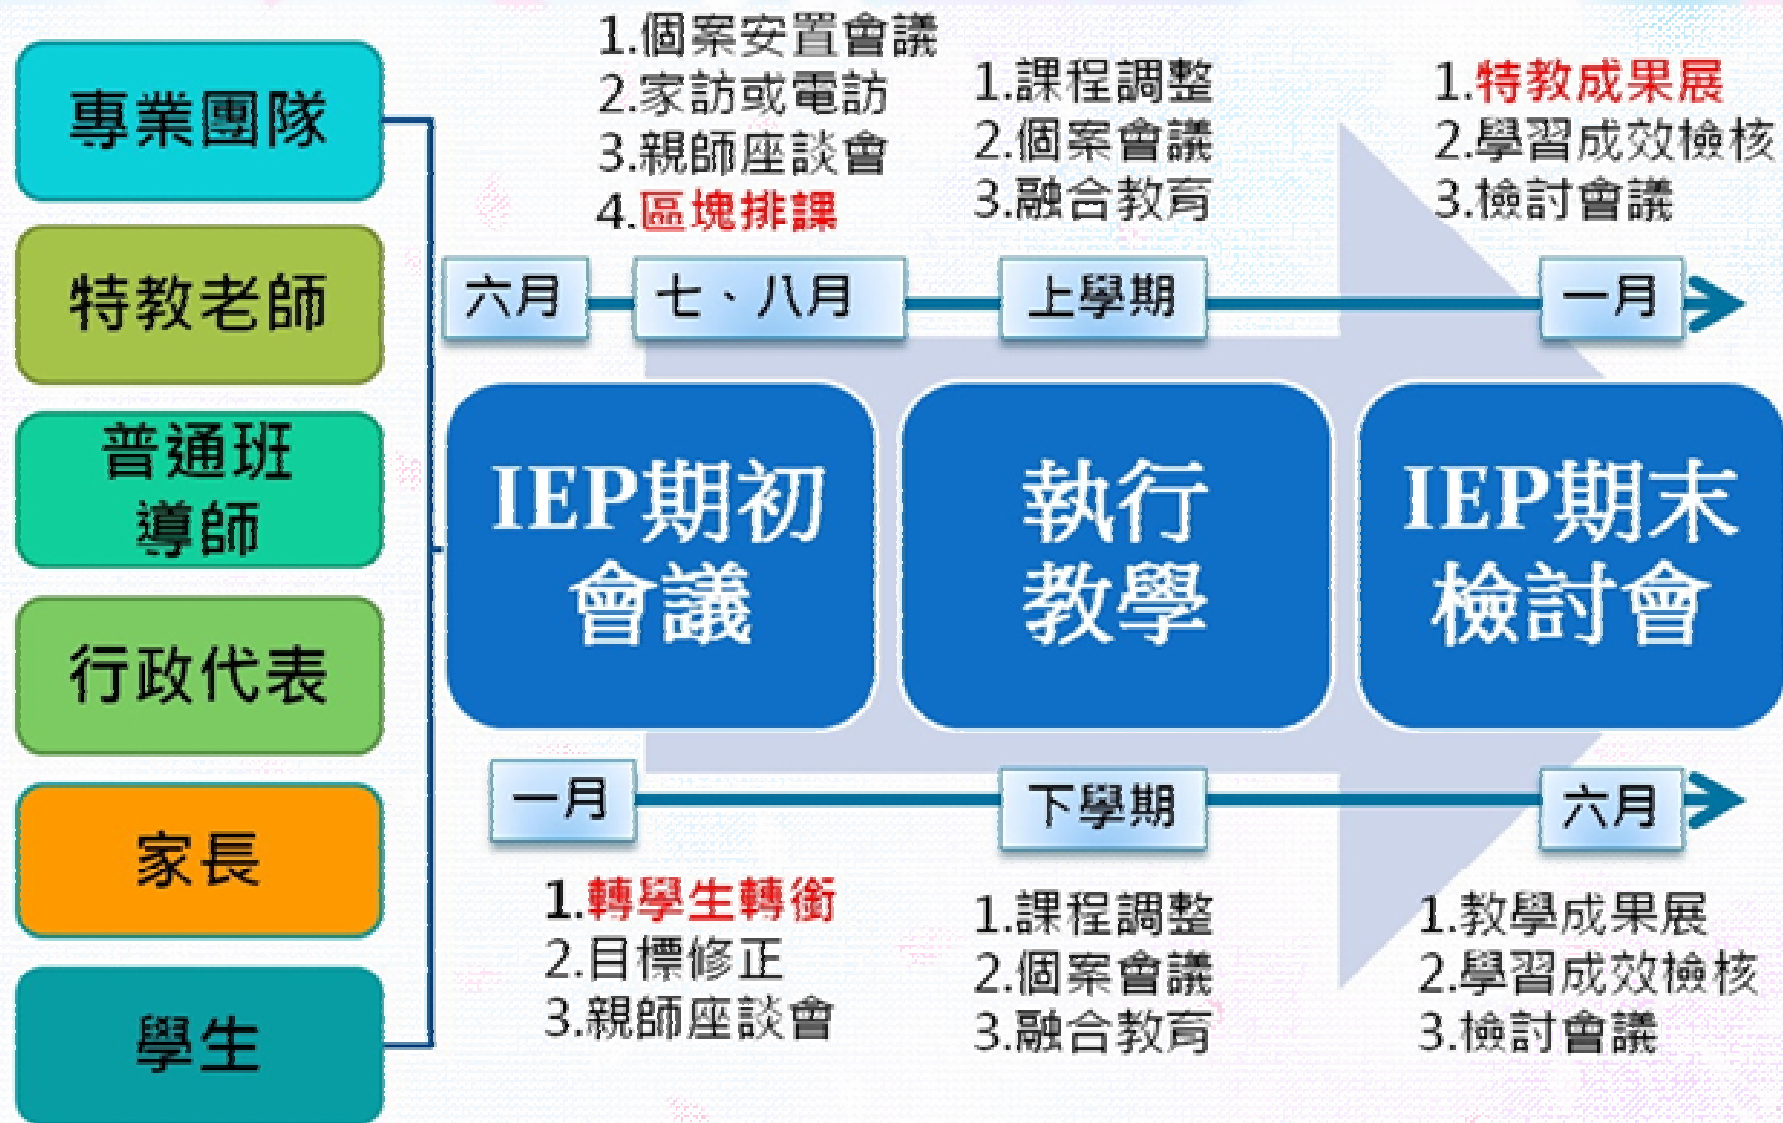 專業團隊
特教老師
普通班
導師
行政代表
家長
學生
1.個案安置會議
2.家訪或電訪
3.親師座談會
4.區塊排課
1.課程調整
2.個案會議
3.融合教育
1.特教成果展
2.學習成效檢核
3.檢討會議
六月
七、八月
上學期
一月
IEP期初
會議
執行
教學
IEP期末
檢討會
一月
下學期
六月
1.轉學生轉銜
2.目標修正
3.親師座談會
1.課程調整
2.個案會議
3.融合教育
1.教學成果展
2.學習成效檢核
3.檢討會議